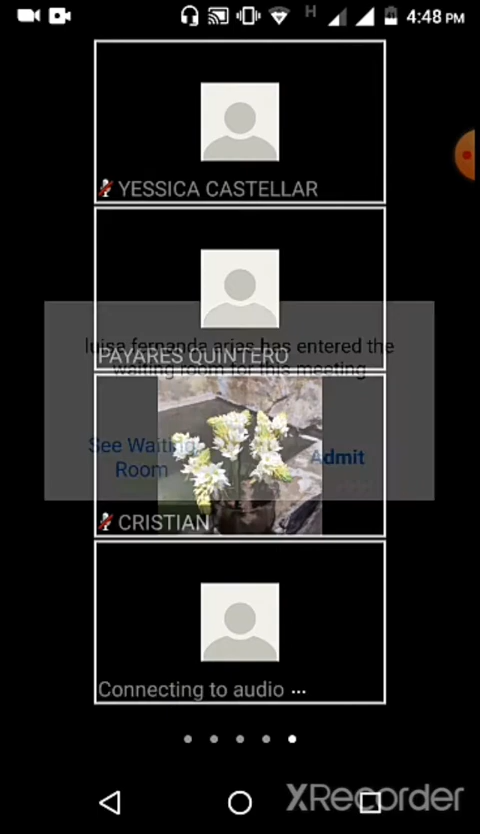 H 4:48 PM
YESSICA CASTELLAR
luisa fernanda arias has entered the
PAYARES QUINTERO
waiting room for this meeting
See Waiting
Room
Admit
CRISTIAN
Connecting to audio ...
XRecorder